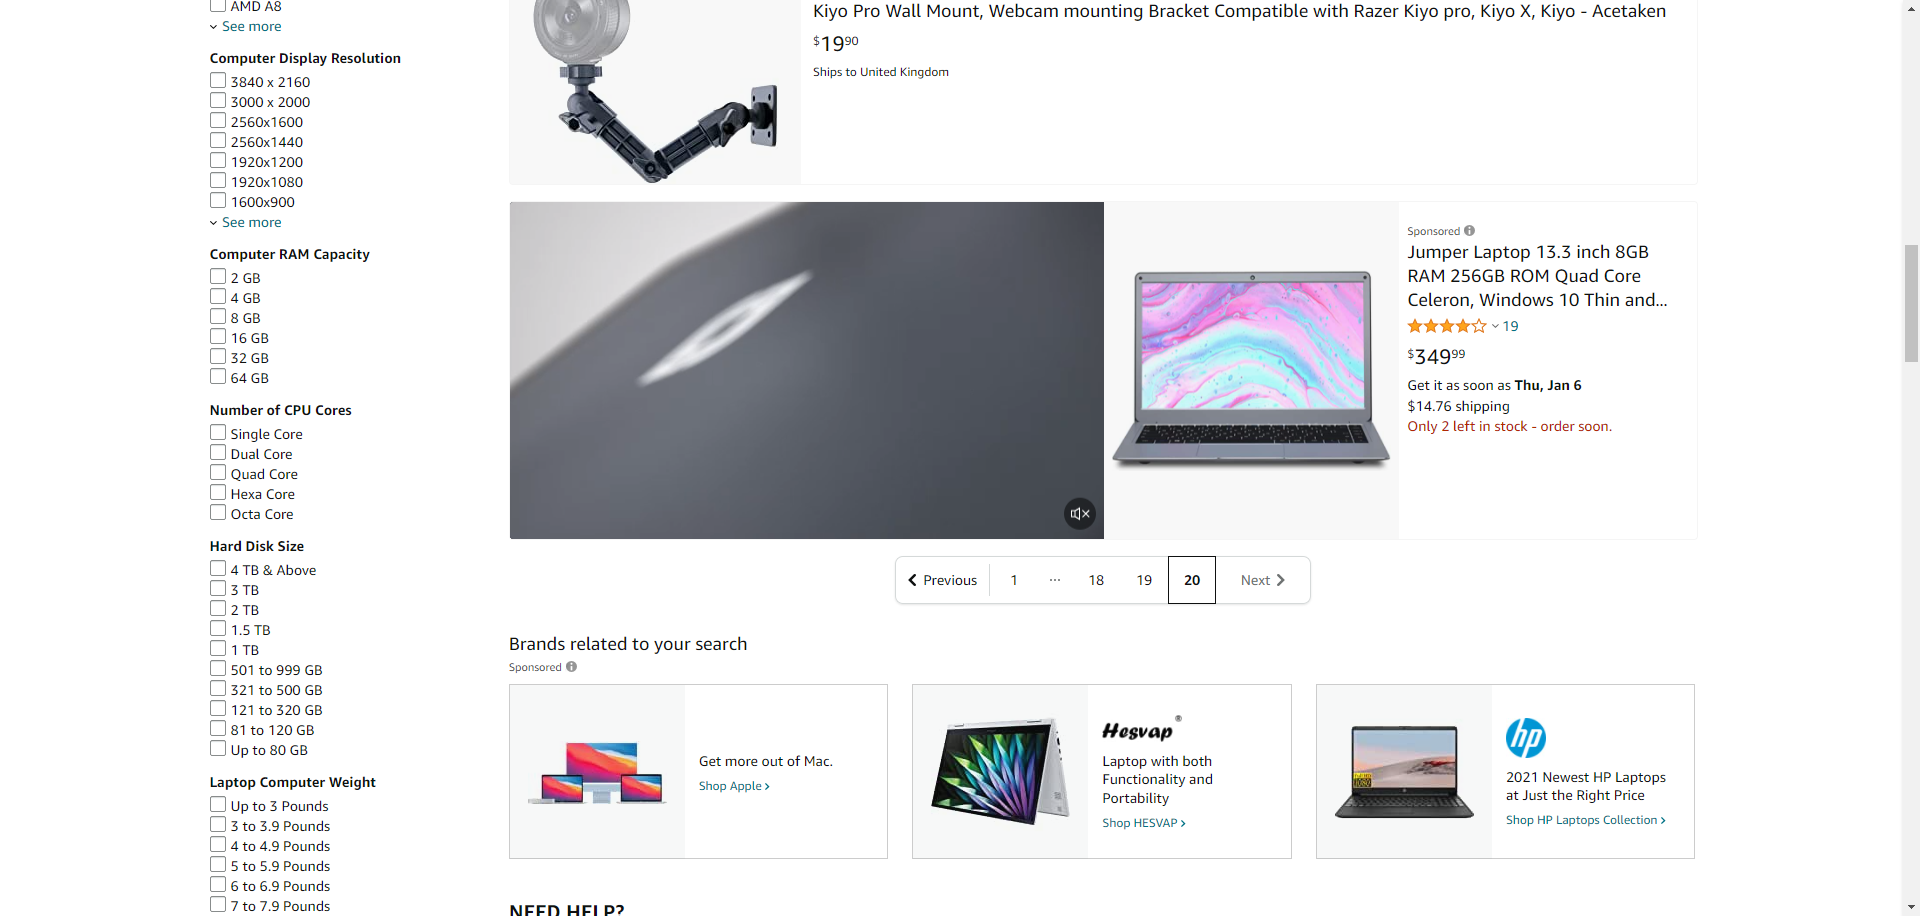 AMD A8
See more
Computer Display Resolution
3840 x 2160
3000 x 2000
2560x1600
2560x1440
1920x1200
1920x1080
1600x900
See more
Computer RAM Capacity
2 GB
4 GB
8 GB
16 GB
32 GB
64 GB
Number of CPU Cores
Single Core
Dual Core
Quad Core
Hexa Core
Octa Core
Hard Disk Size
4 TB & Above
3 TB
2 TB
1.5 TB
1 TB
501 to 999 GB
321 to 500 GB
121 to 320 GB
81 to 120 GB
Up to 80 GB
Laptop Computer Weight
Up to 3 Pounds
3 to 3.9 Pounds
4 to 4.9 Pounds
5 to 5.9 Pounds
6 to 6.9 Pounds
7 to 7.9 Pounds
Kiyo Pro Wall Mount, Webcam mounting Bracket Compatible with Razer Kiyo pro, Kiyo X, Kiyo - Acetaken
$19 90
Ships to United Kingdom
Sponsored
Jumper Laptop 13.3 inch 8GB
RAM 256GB ROM Quad Core
Celeron, Windows 10 Thin and...
19
$349 99
Get it as soon as Thu, Jan 6
$14.76 shipping
Only 2 left in stock - order soon.
Previous 1 ... 18 19 20 Next
Brands related to your search
Sponsored
Get more out of Mac.
Shop Apple ›
Hesvap®
Laptop with both
Functionality and
Portability
Shop HESVAP ›
hp
2021 Newest HP Laptops
at Just the Right Price
Shop HP Laptops Collection ›
NEED HELP?